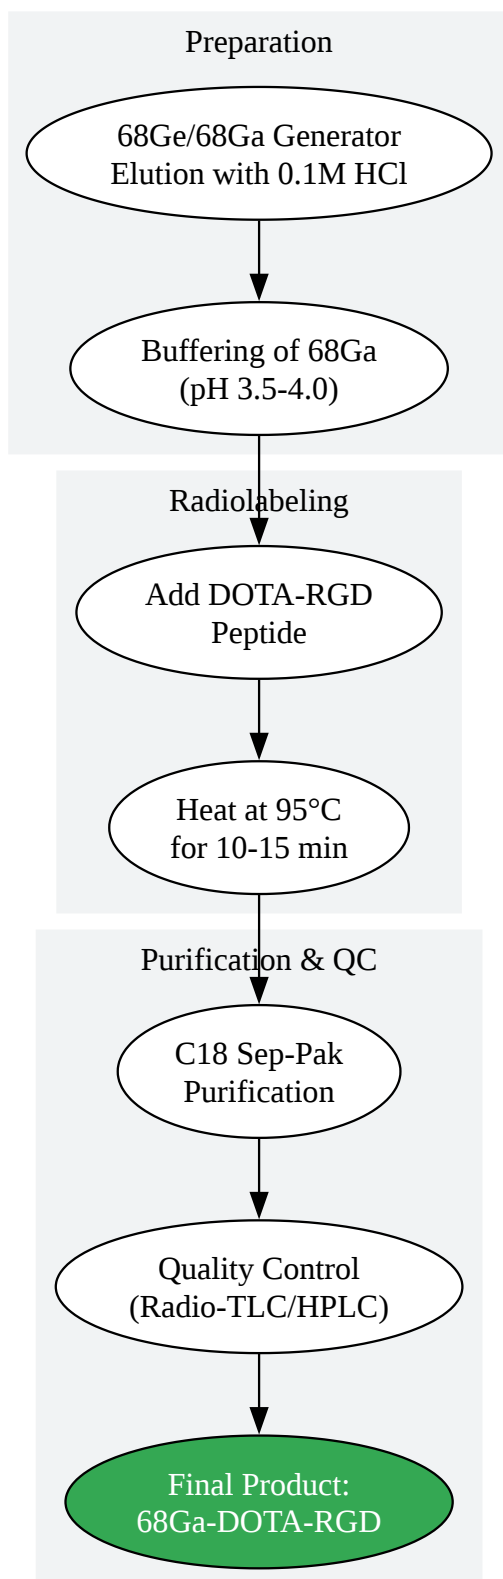 Preparation
68Ge/68Ga Generator
Elution with 0.1M HCl
Buffering of 68Ga
(pH 3.5-4.0)
Radiolabeling
Add DOTA-RGD
Peptide
Heat at 95°C
for 10-15 min
Purification & QC
C18 Sep-Pak
Purification
Quality Control
(Radio-TLC/HPLC)
Final Product:
68Ga-DOTA-RGD